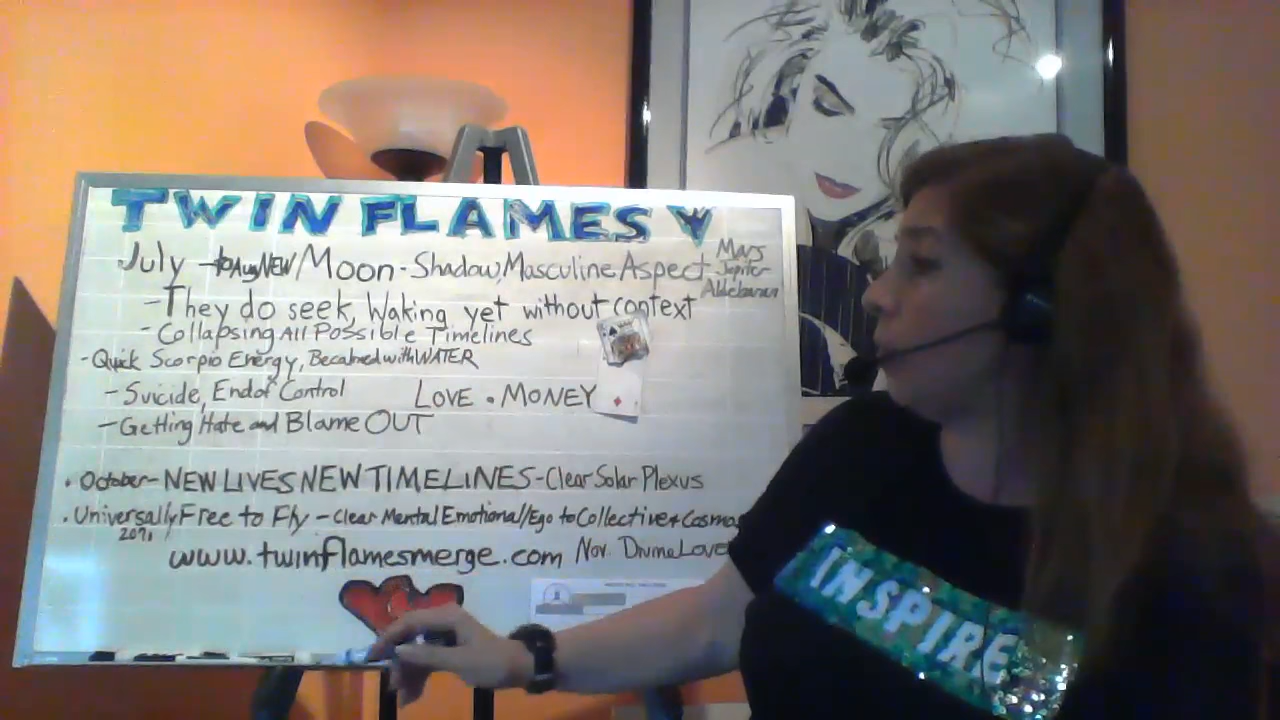 TWIN FLAMES
July to Aug NEW/Moon - Shadow, Masculine Aspect
Mars
- Jupiter
Aldebaran
- They do seek, Waking yet without context
- Collapsing All Possible Timelines
- Quick Scorpio Energy, Becalmed with WATER
- Suicide, End of Control
LOVE . MONEY
- Getting Hate and Blame OUT
. October - NEW LIVES NEW TIMELINES - Clear Solar Plexus
. Universally Free to Fly - Clear Mental Emotional/Ego to Collective + Cosmos
20%
www.twinflamesmerge.com Nov. Divine Love
INSPIRE